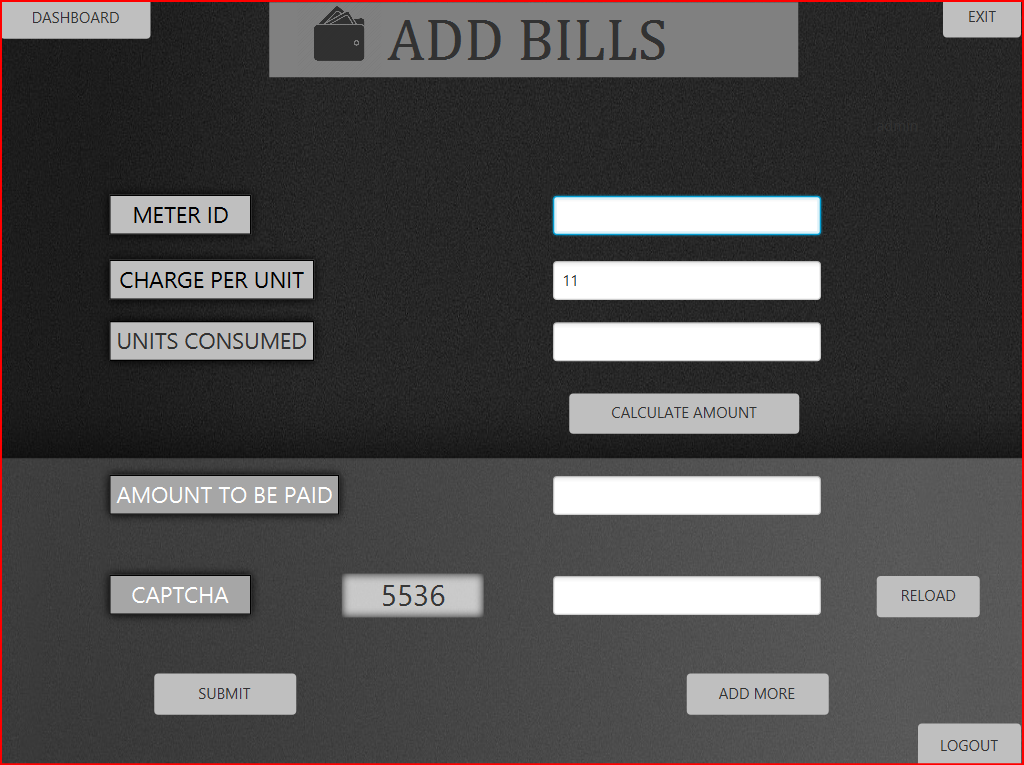 DASHBOARD
ADD BILLS
EXIT
admin
METER ID
CHARGE PER UNIT
11
UNITS CONSUMED
CALCULATE AMOUNT
AMOUNT TO BE PAID
CAPTCHA
5536
RELOAD
SUBMIT
ADD MORE
LOGOUT